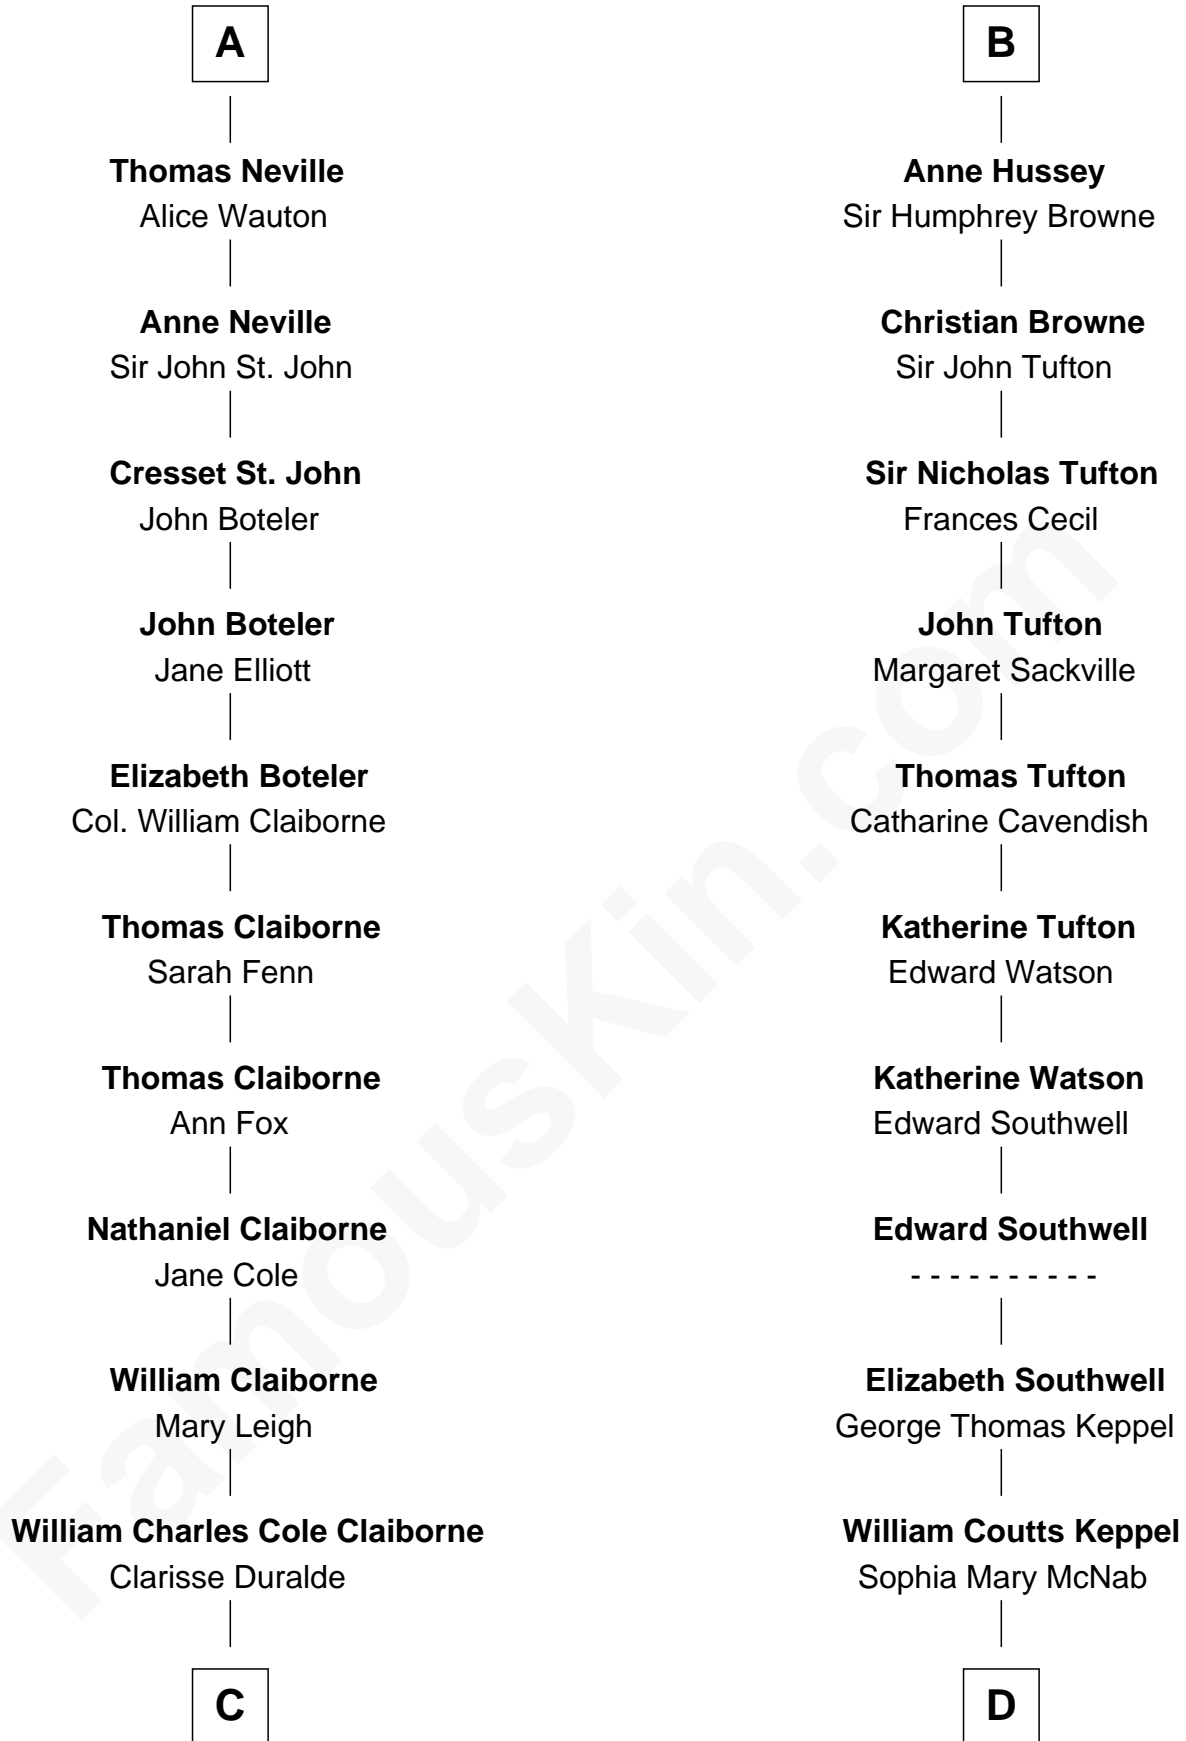 A
Thomas Neville
Alice Wauton
Anne Neville
Sir John St. John
Cresset St. John
John Boteler
John Boteler
Jane Elliott
Elizabeth Boteler
Col. William Claiborne
Thomas Claiborne
Sarah Fenn
Thomas Claiborne
Ann Fox
Nathaniel Claiborne
Jane Cole
William Claiborne
Mary Leigh
William Charles Cole Claiborne
Clarisse Duralde
C
B
Anne Hussey
Sir Humphrey Browne
Christian Browne
Sir John Tufton
Sir Nicholas Tufton
Frances Cecil
John Tufton
Margaret Sackville
Thomas Tufton
Catharine Cavendish
Katherine Tufton
Edward Watson
Katherine Watson
Edward Southwell
Edward Southwell
- - - - - - - - - -
Elizabeth Southwell
George Thomas Keppel
William Coutts Keppel
Sophia Mary McNab
D
FamousKin.com